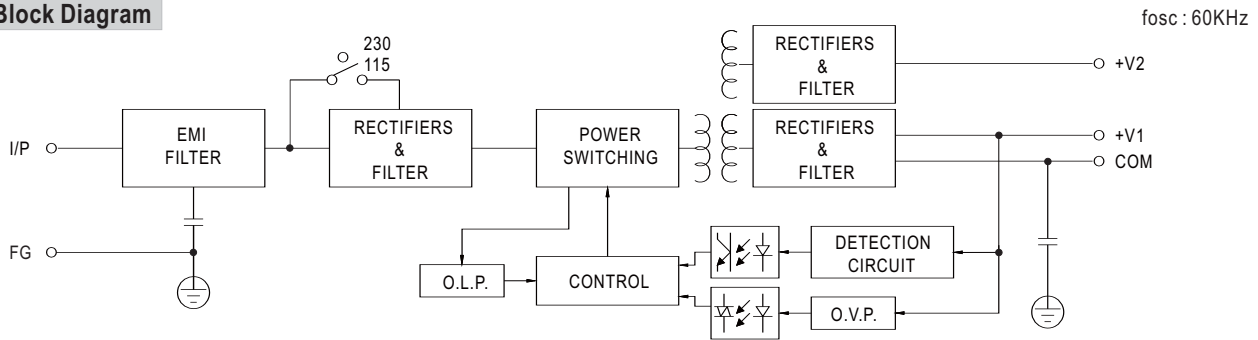 Block Diagram
fosc : 60KHz
230
115
I/P
EMI
FILTER
RECTIFIERS
&
FILTER
POWER
SWITCHING
RECTIFIERS
&
FILTER
+V2
RECTIFIERS
&
FILTER
+V1
COM
FG
O.L.P.
CONTROL
DETECTION
CIRCUIT
O.V.P.